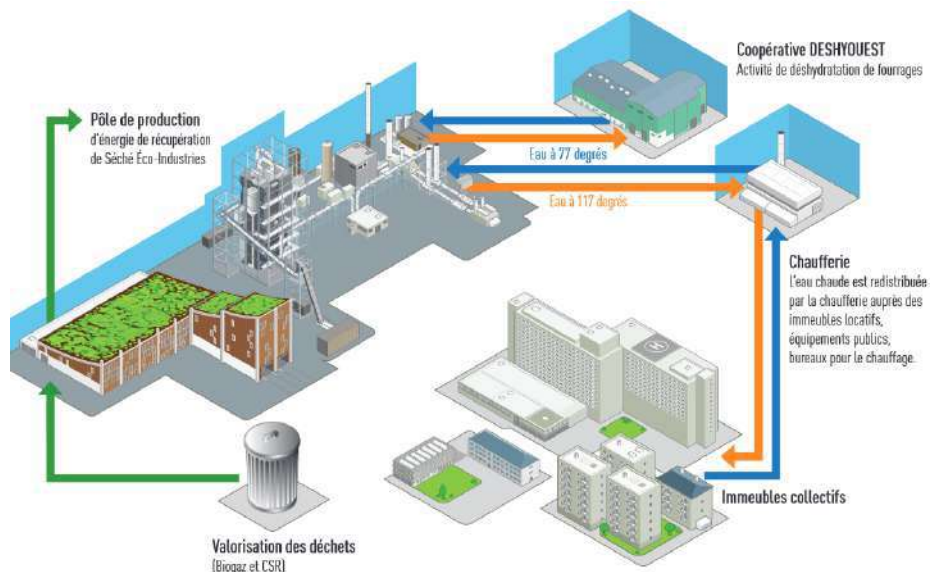 Coopérative DESHYOUEST
Activité de déshydratation de fourrages
Pôle de production
d'énergie de récupération
de Séché Éco-Industries
Eau à 77 degrés
Eau à 117 degrés
Chaufferie
L'eau chaude est redistribuée
par la chaufferie auprès des
immeubles locatifs,
équipements publics,
bureaux pour le chauffage.
H
Immeubles collectifs
Valorisation des déchets
(Biogaz et CSR)